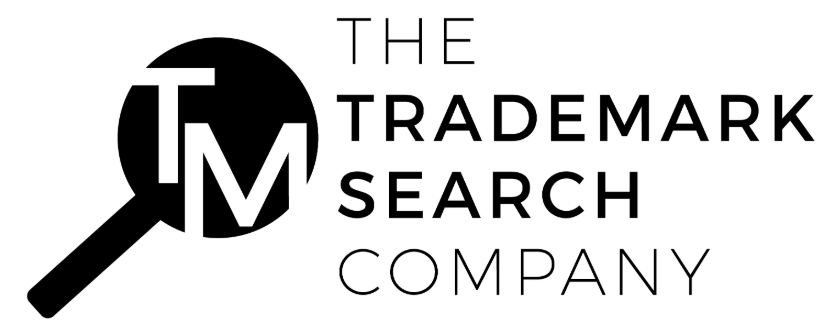 TM
THE
TRADEMARK
SEARCH
COMPANY